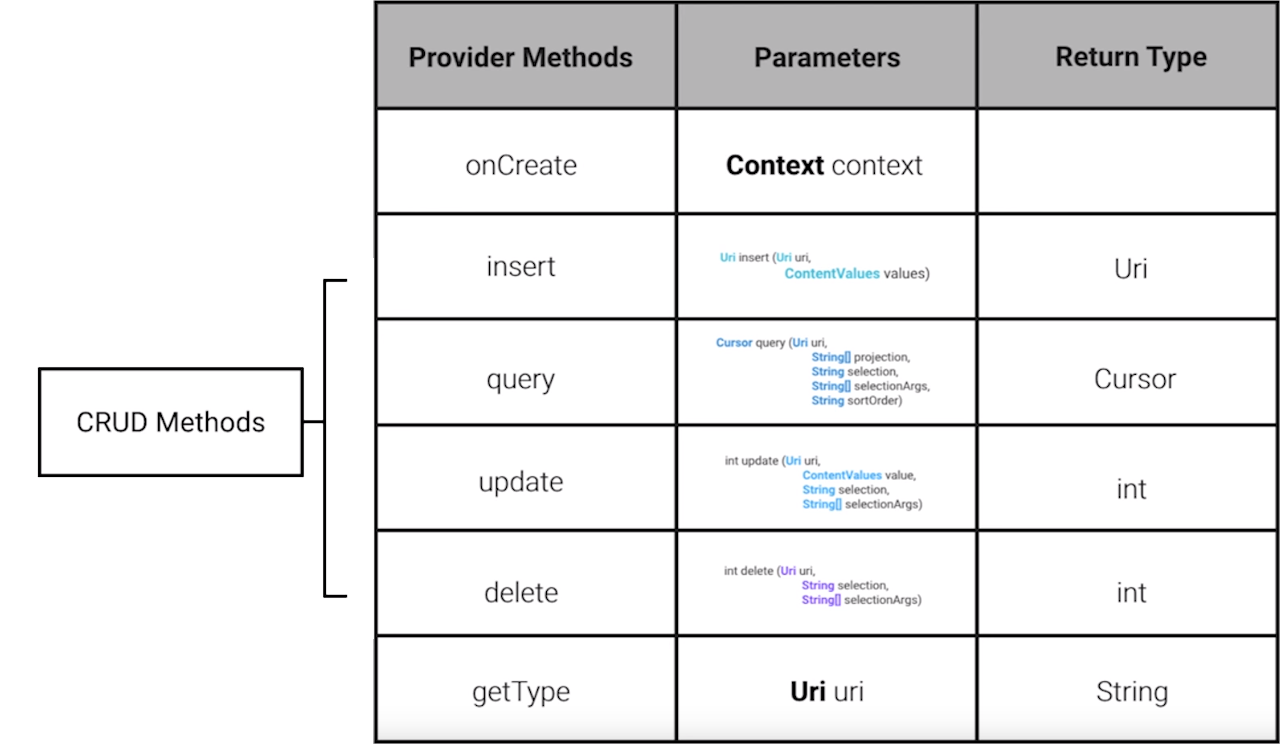 Provider Methods
Parameters
Return Type
onCreate
Context context
insert
Uri insert (Uri uri,
ContentValues values)
Uri
query
Cursor query (Uri uri,
String[] projection,
String selection,
String[] selectionArgs,
String sortOrder)
Cursor
CRUD Methods
update
int update (Uri uri,
ContentValues value,
String selection,
String[] selectionArgs)
int
delete
int delete (Uri uri,
String selection,
String[] selectionArgs)
int
getType
Uri uri
String